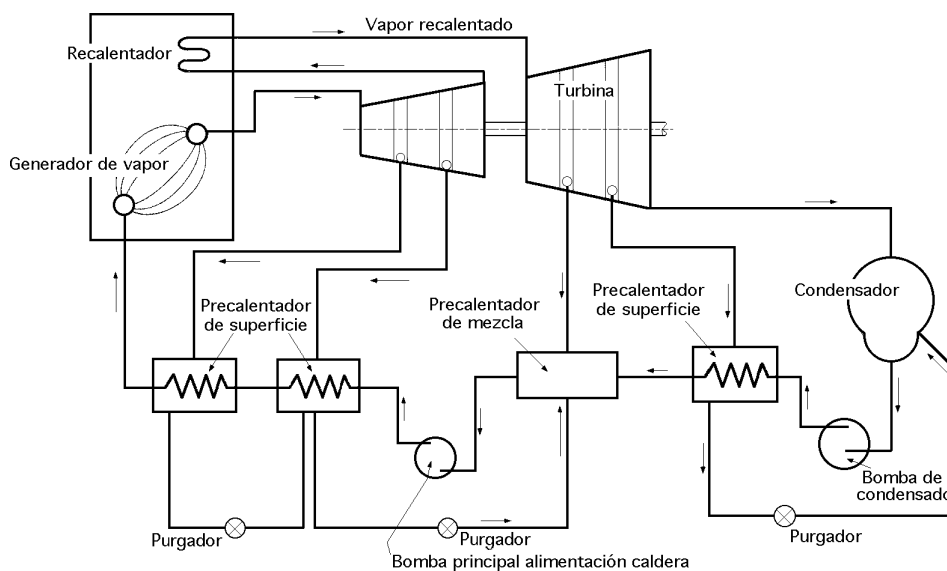 Vapor recalentado
Recalentador
Turbina
Generador de vapor
Precalentador
de superficie
Precalentador
de mezcla
Precalentador
de superficie
Condensador
Bomba de
condensado
Purgador
Purgador
Purgador
Bomba principal alimentación caldera